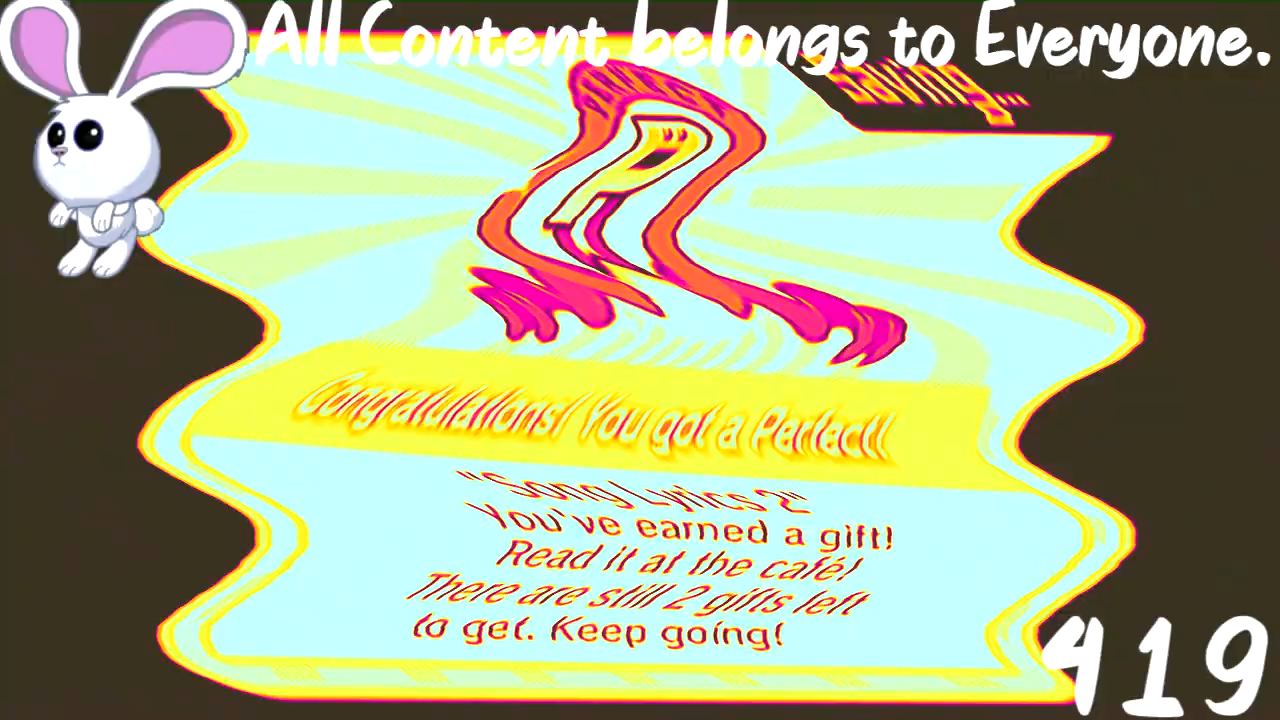 All Content belongs to Everyone.
Saving...
P
Congratulations! You got a Perfect!
"Song Lyrics 2"
You've earned a gift!
Read it at the café!
There are still 2 gifts left
to get. Keep going!
419